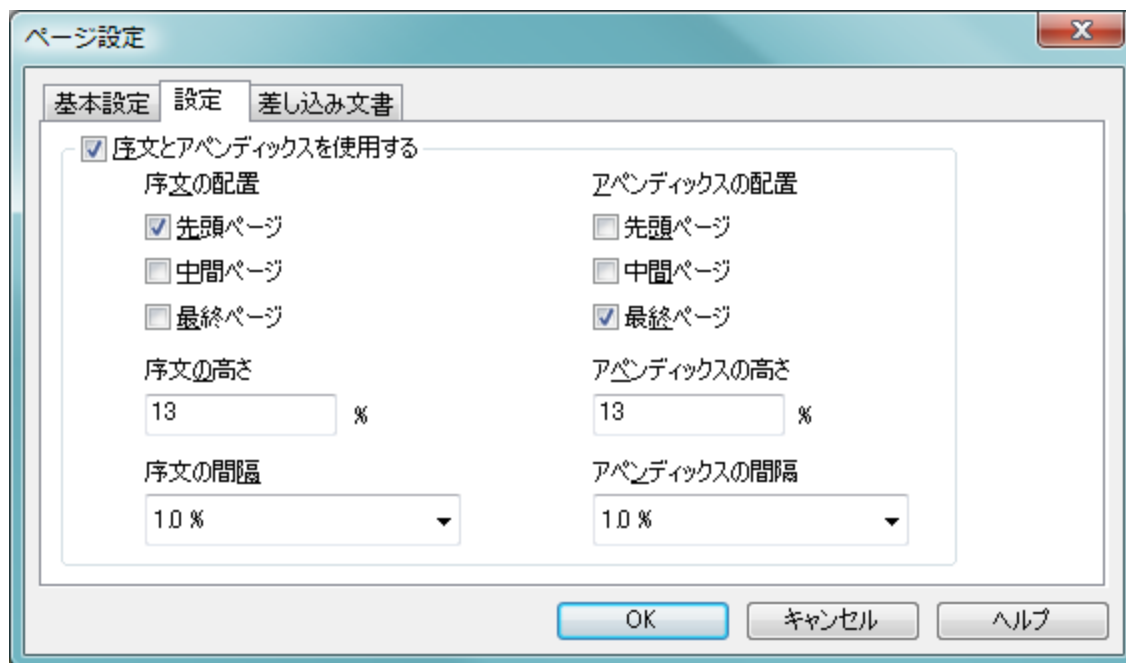 ページ設定
基本設定 設定 差し込み文書
序文とアペンディックスを使用する
序文の配置 アペンディックスの配置
先頭ページ 先頭ページ
中間ページ 中間ページ
最終ページ 最終ページ
序文の高さ アペンディックスの高さ
13 % 13 %
序文の間隔 アペンディックスの間隔
1.0 % 1.0 %
OK キャンセル ヘルプ